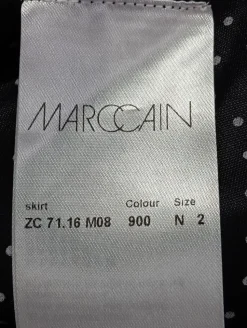 MARCCAIN
skirt Colour Size
ZC 71.16 M08 900 N 2